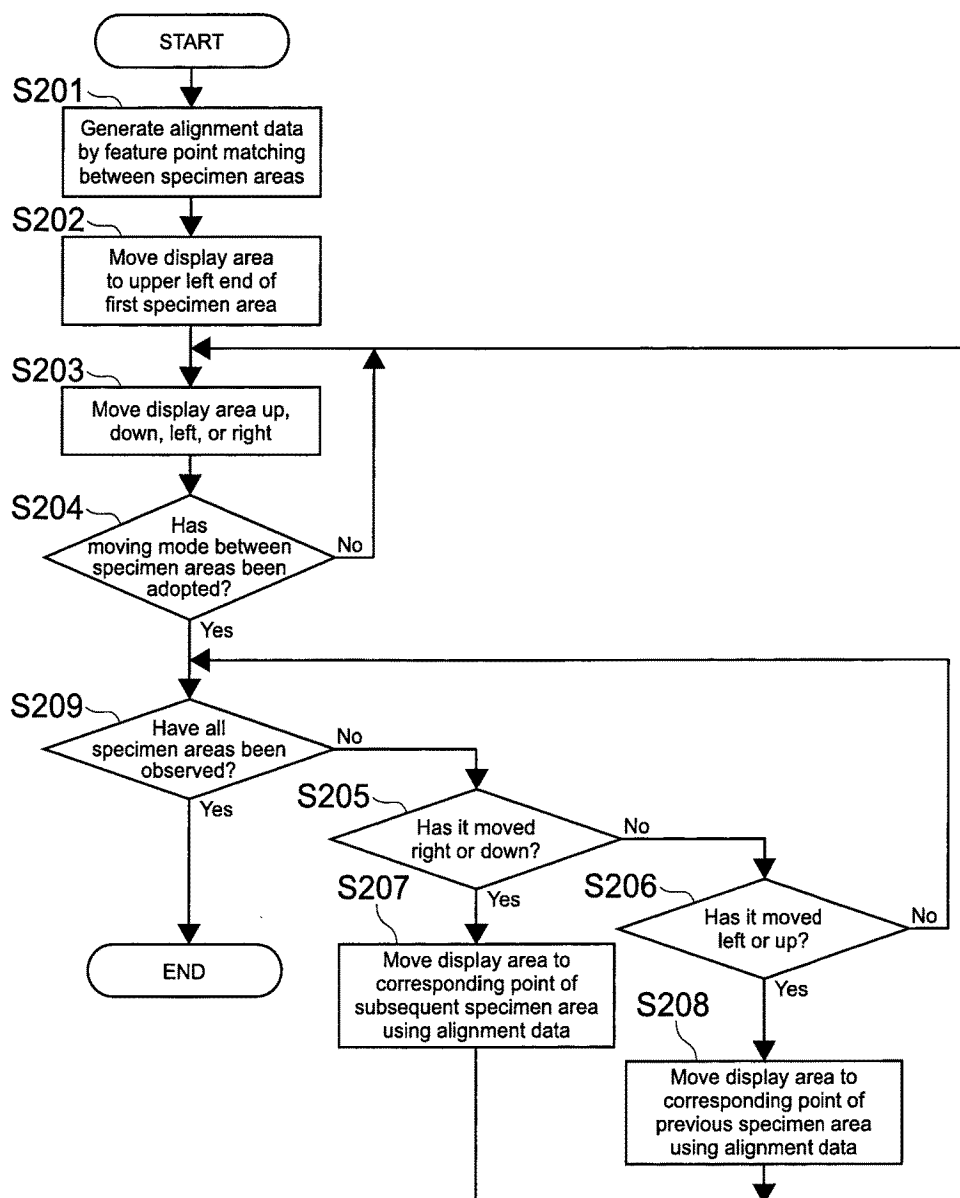 START
S201
Generate alignment data
by feature point matching
between specimen areas
S202
Move display area
to upper left end of
first specimen area
S203
Move display area up,
down, left, or right
S204
Has
moving mode between
specimen areas been
adopted?
No
Yes
S209
Have all
specimen areas been
observed?
No
Yes
S205
Has it moved
right or down?
No
Yes
S206
Has it moved
left or up?
No
Yes
S207
Move display area to
corresponding point of
subsequent specimen area
using alignment data
END
S208
Move display area to
corresponding point of
previous specimen area
using alignment data